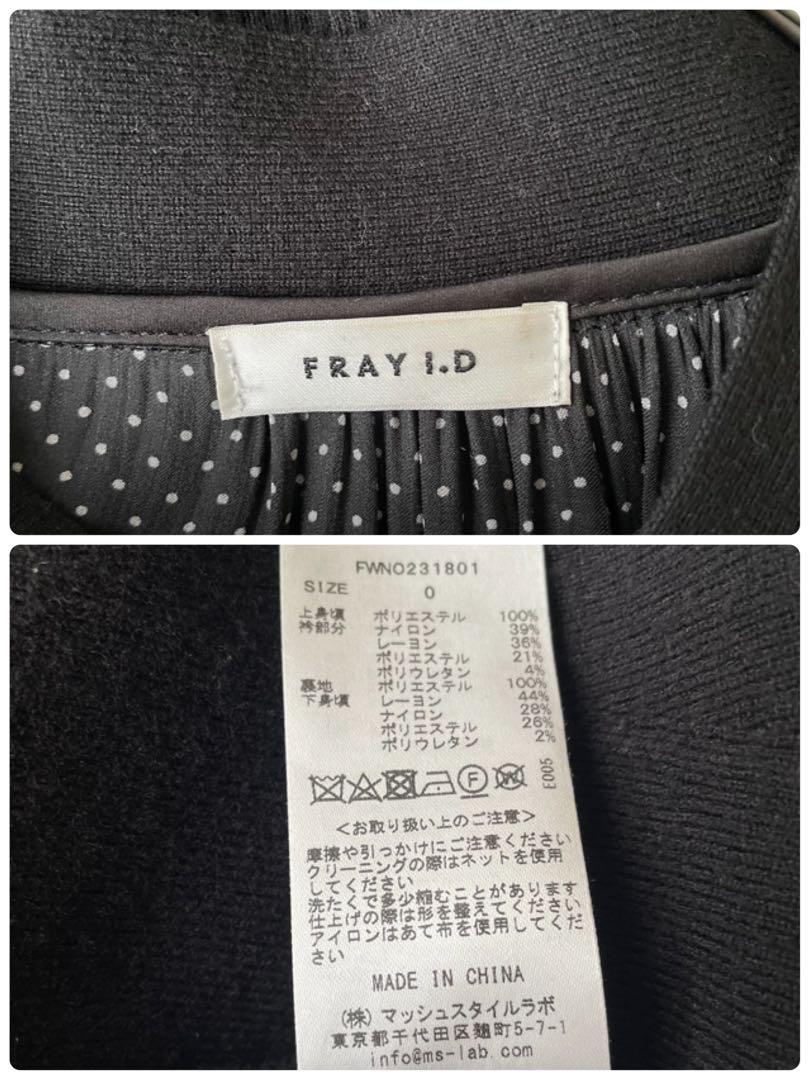 FRAY I.D
FWNO231801
SIZE 0
上身頃 ポリエステル 100%
衿部分 ナイロン 39%
レーヨン 36%
ポリエステル 21%
ポリウレタン 4%
裏地 ポリエステル 100%
下身頃 レーヨン 44%
ナイロン 28%
ポリエステル 26%
ポリウレタン 2%
F W E005
<お取り扱い上のご注意>
摩擦や引っかけにご注意ください
クリーニングの際はネットを使用
してください
洗たくで多少縮むことがあります
仕上げの際は形を整えてください
アイロンはあて布を使用してくだ
さい
MADE IN CHINA
(株) マッシュスタイルラボ
東京都千代田区麹町5-7-1
info@ms-lab.com